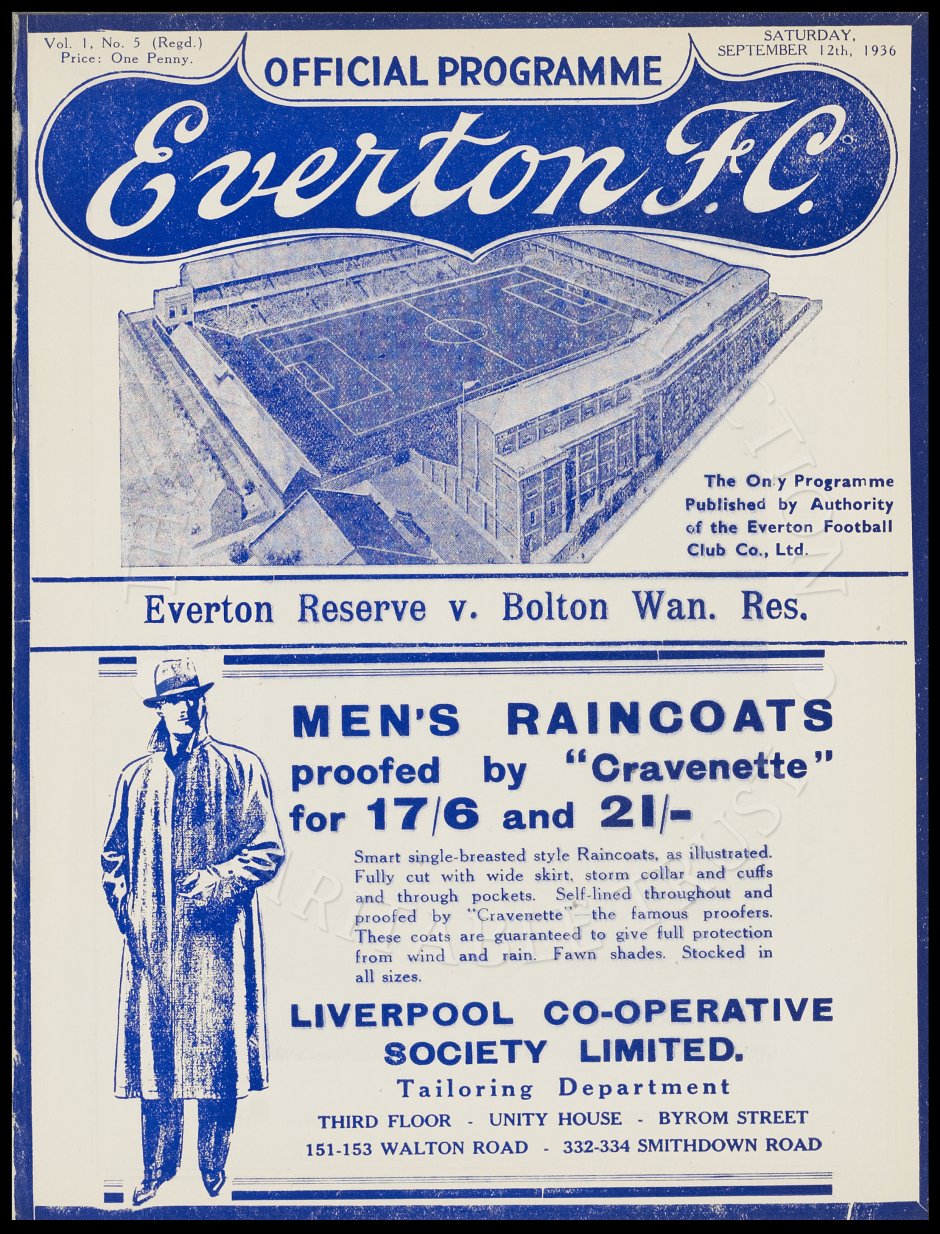 Vol. 1, No. 5 (Regd.)
Price: One Penny.
OFFICIAL PROGRAMME
SATURDAY,
SEPTEMBER 12th, 1936
Everton F.C.
The Only Programme
Published by Authority
of the Everton Football
Club Co., Ltd.
Everton Reserve v. Bolton Wan. Res.
MEN'S RAINCOATS
proofed by "Cravenette"
for 17/6 and 21/-
Smart single-breasted style Raincoats, as illustrated.
Fully cut with wide skirt, storm collar and cuffs
and through pockets. Self-lined throughout and
proofed by "Cravenette" the famous proofers.
These coats are guaranteed to give full protection
from wind and rain. Fawn shades. Stocked in
all sizes.
LIVERPOOL CO-OPERATIVE
SOCIETY LIMITED.
Tailoring Department
THIRD FLOOR - UNITY HOUSE - BYROM STREET
151-153 WALTON ROAD - 332-334 SMITHDOWN ROAD